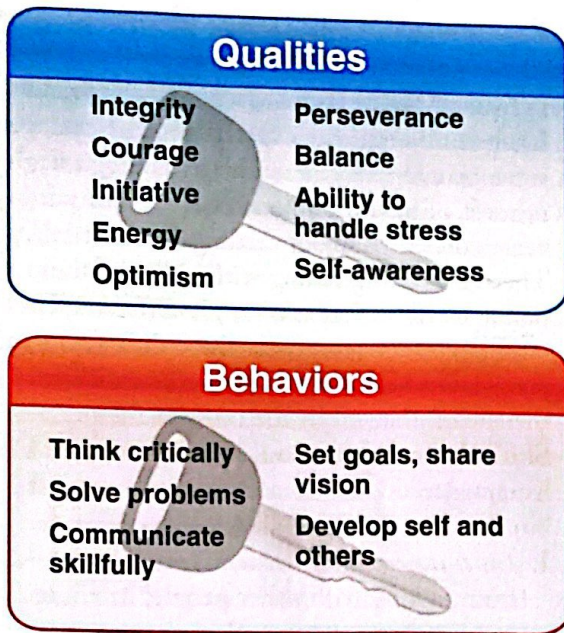 Qualities
Integrity
Courage
Initiative
Energy
Optimism
Perseverance
Balance
Ability to
handle stress
Self-awareness
Behaviors
Think critically
Solve problems
Communicate
skillfully
Set goals, share
vision
Develop self and
others